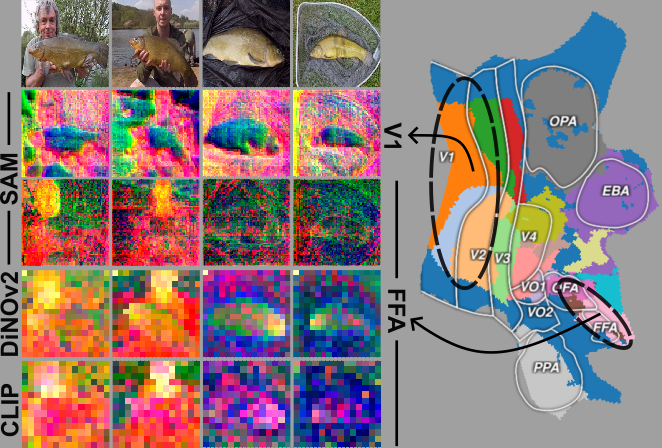 SAM
DiNOv2
CLIP
V1
FFA
OPA
V1
EBA
V4
V2
V3
VO1
OFA
VO2
FFA
PPA